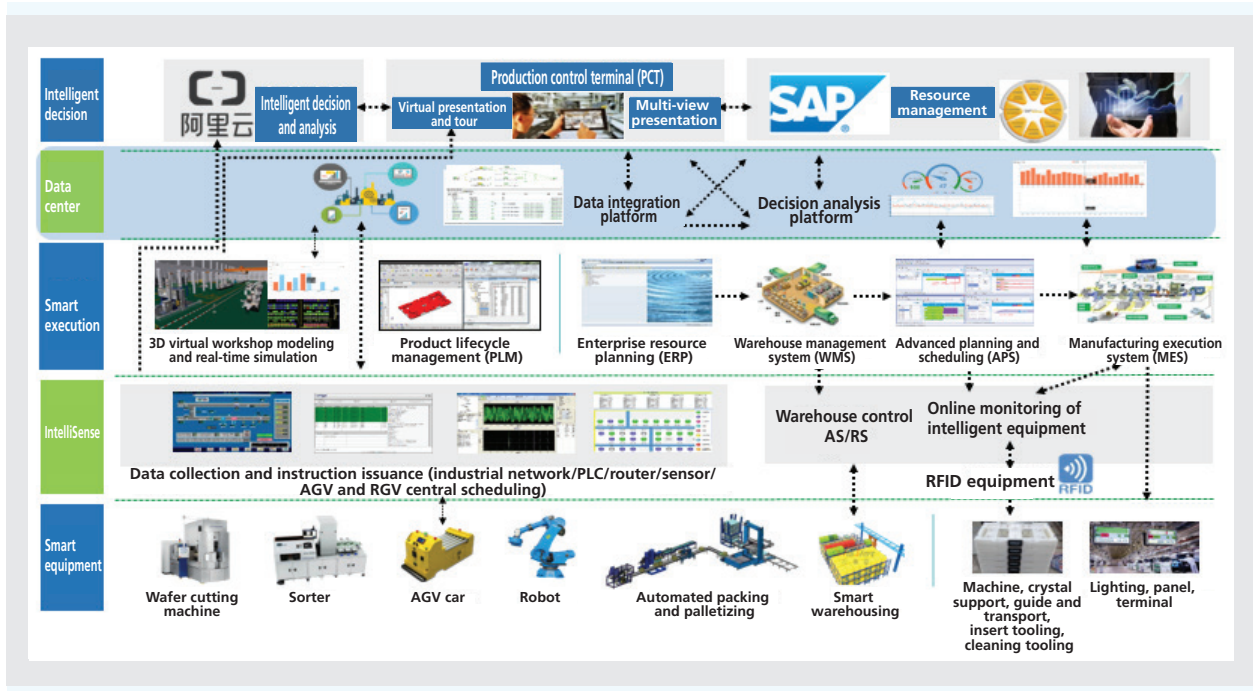 Intelligent
decision
阿里云
Intelligent decision
and analysis
Production control terminal (PCT)
Virtual presentation
and tour
Multi-view
presentation
SAP
®
Resource
management
Data
center
Data integration
platform
Decision analysis
platform
Smart
execution
3D virtual workshop modeling
and real-time simulation
Product lifecycle
management (PLM)
Enterprise resource
planning (ERP)
Warehouse management
system (WMS)
Advanced planning and
scheduling (APS)
Manufacturing execution
system (MES)
IntelliSense
Data collection and instruction issuance (industrial network/PLC/router/sensor/
AGV and RGV central scheduling)
Warehouse control
AS/RS
Online monitoring of
intelligent equipment
RFID equipment
RFID
Smart
equipment
Wafer cutting
machine
Sorter
AGV car
Robot
Automated packing
and palletizing
Smart
warehousing
Machine, crystal
support, guide and
transport,
insert tooling,
cleaning tooling
Lighting, panel,
terminal